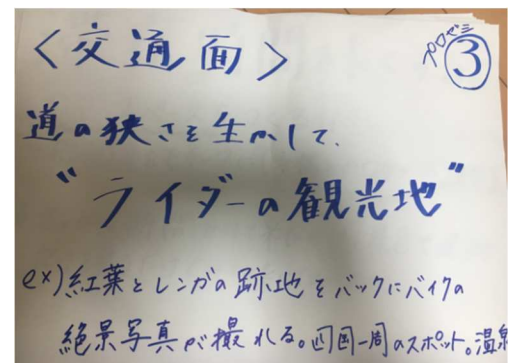 〈交通面〉
プロゼミ ③
道の狭さを生かして、
"ライダーの観光地"
ex)紅葉とレンガの跡地をバックにバイクの
絶景写真が撮れる。四国一周のスポット。温泉